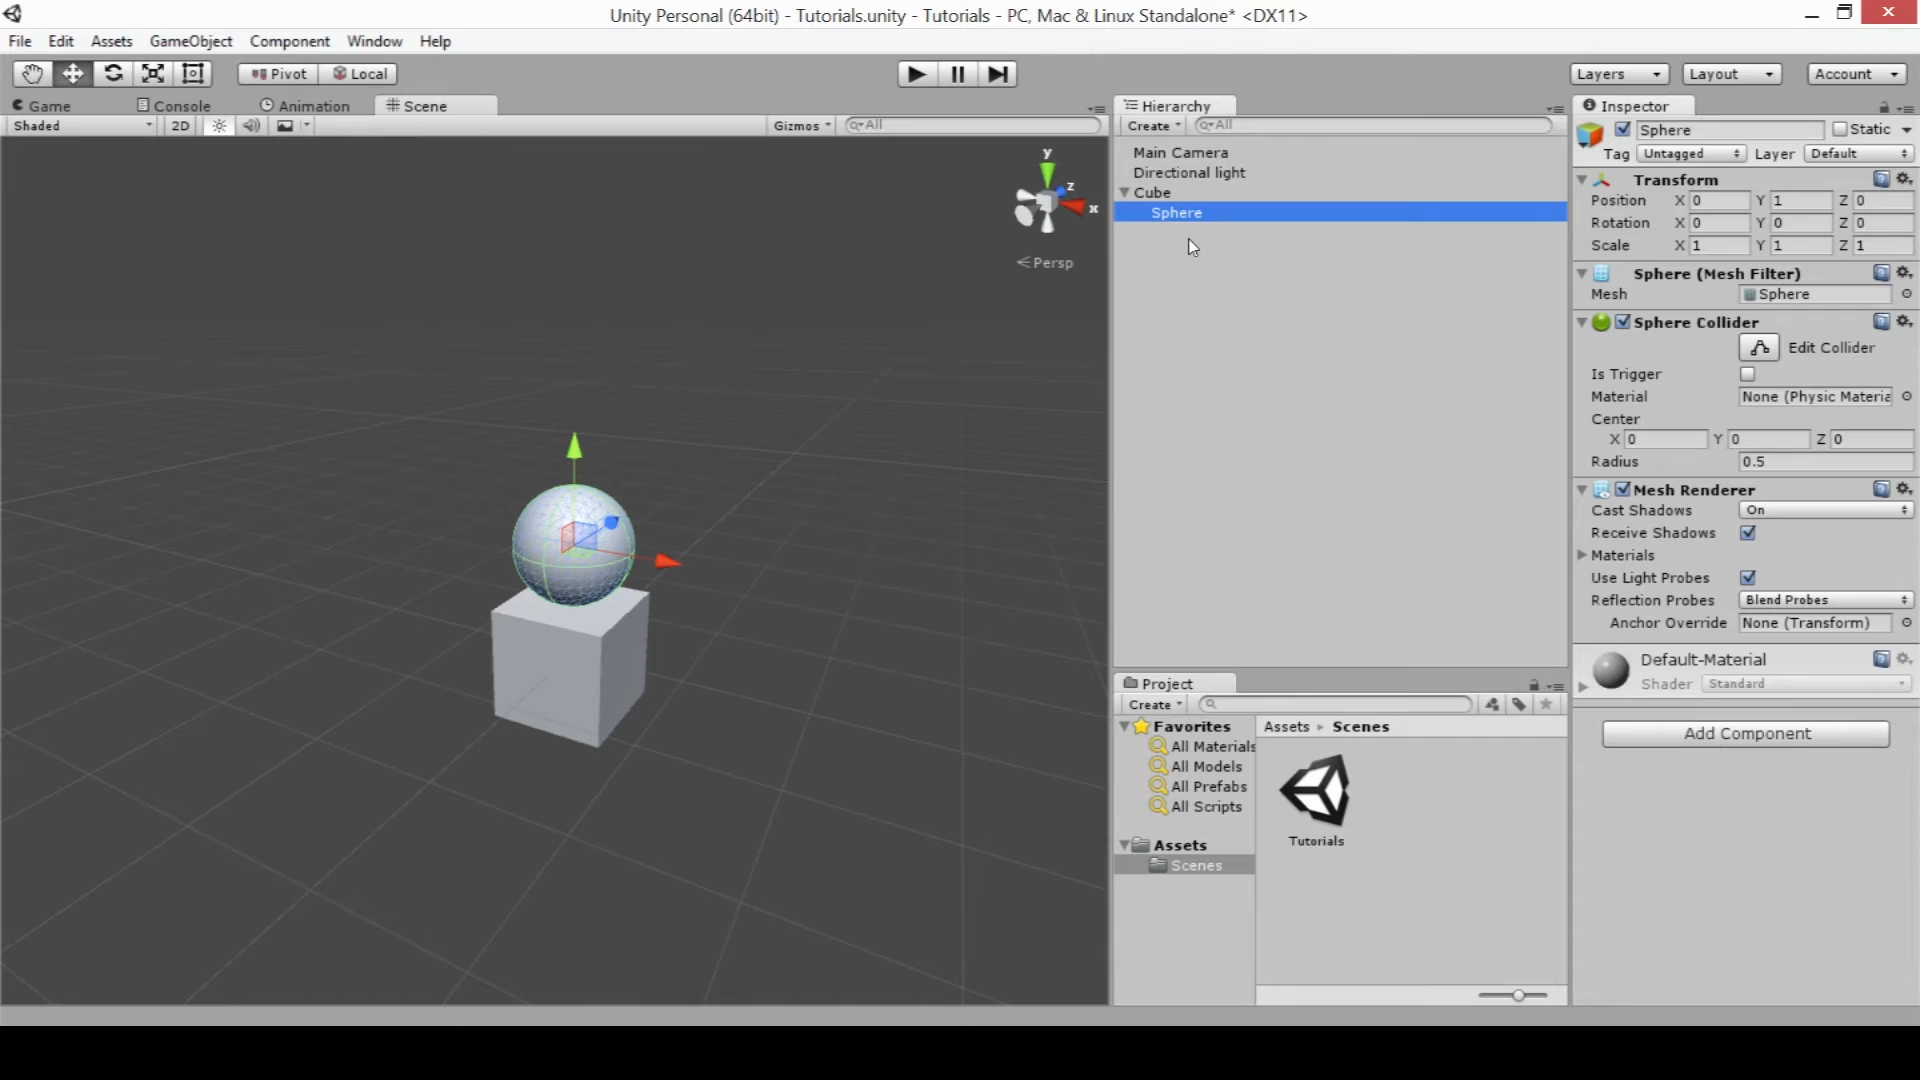 Unity Personal (64bit) - Tutorials.unity - Tutorials - PC, Mac & Linux Standalone* <DX11>
File Edit Assets GameObject Component Window Help
Pivot Local Layers Layout Account
Game Console Animation Scene
Shaded 2D Gizmos All
y
z
x
Persp
Hierarchy
Create All
Main Camera
Directional light
Cube
Sphere
Project
Create
Favorites
All Materials
All Models
All Prefabs
All Scripts
Assets
Scenes
Assets Scenes
Tutorials
Inspector
Sphere Static
Tag Untagged Layer Default
Transform
Position X 0 Y 1 Z 0
Rotation X 0 Y 0 Z 0
Scale X 1 Y 1 Z 1
Sphere (Mesh Filter)
Mesh Sphere
Sphere Collider
Edit Collider
Is Trigger
Material None (Physic Materia
Center
X 0 Y 0 Z 0
Radius 0.5
Mesh Renderer
Cast Shadows On
Receive Shadows
Materials
Use Light Probes
Reflection Probes Blend Probes
Anchor Override None (Transform)
Default-Material
Shader Standard
Add Component